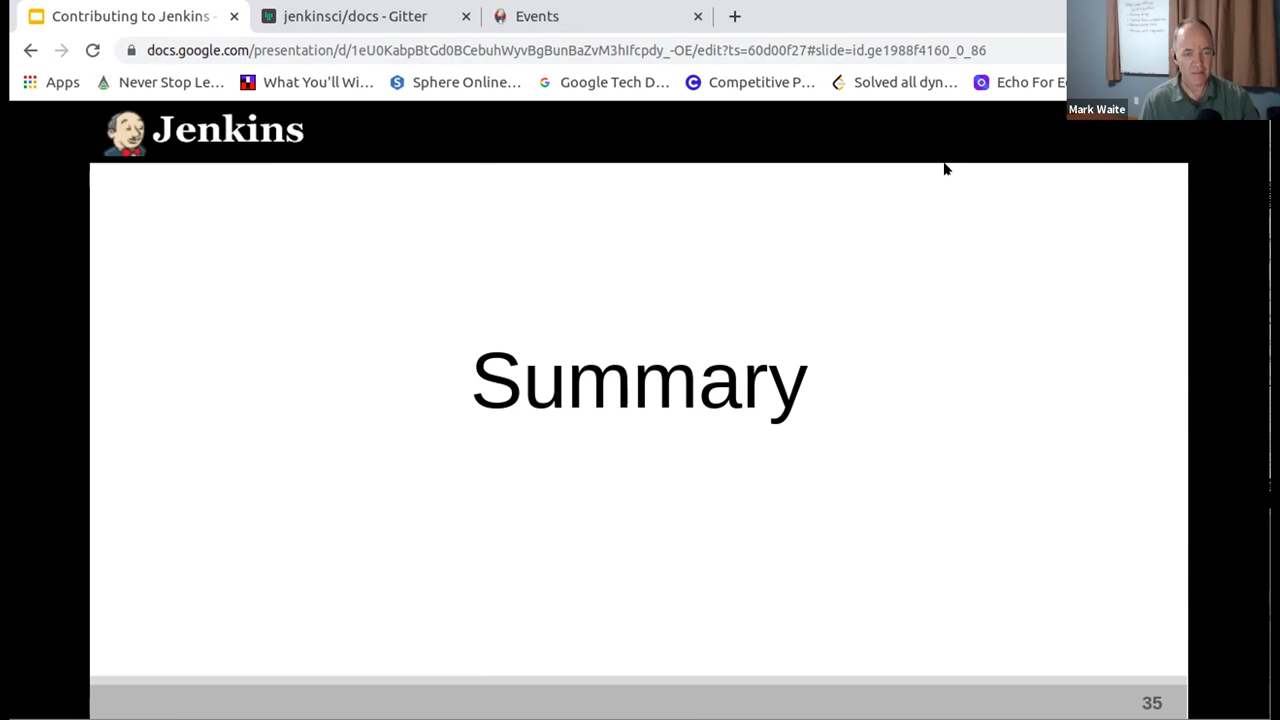 Contributing to Jenkins -
jenkinsci/docs - Gitter
Events
docs.google.com/presentation/d/1eU0KabpBtGd0BCebuhWyvBgBunBaZvM3hIfcpdy_-OE/edit?ts=60d00f27#slide=id.ge1988f4160_0_86
Apps
Never Stop Le...
What You'll Wi...
Sphere Online...
Google Tech D...
Competitive P...
Solved all dyn...
Echo For E
Mark Waite
Jenkins
Summary
35